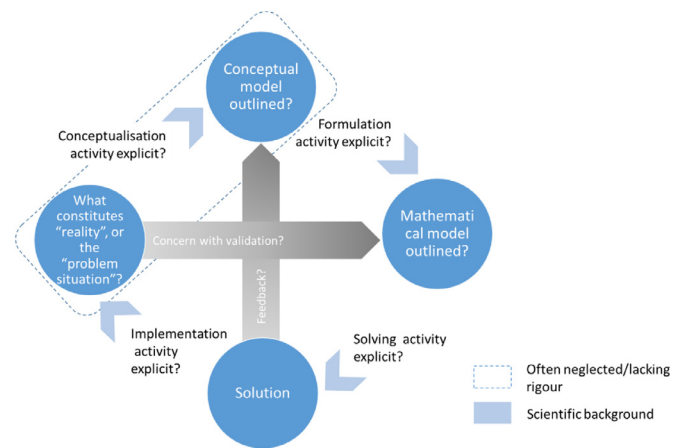 Conceptual
model
outlined?
Conceptualisation
activity explicit?
Formulation
activity explicit?
What
constitutes
“reality”, or
the
“problem
situation”?
Concern with validation?
Mathemati
cal model
outlined?
Feedback?
Implementation
activity
explicit?
Solving activity
explicit?
Solution
Often neglected/lacking
rigour
Scientific background